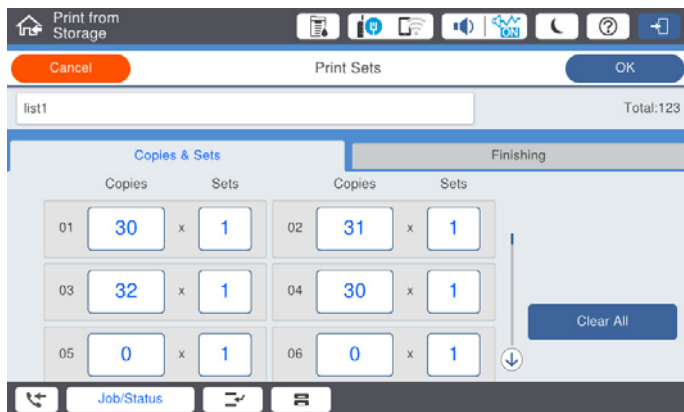 Print from
Storage
ON
Cancel
Print Sets
OK
list1
Total:123
Copies & Sets
Finishing
Copies Sets Copies Sets
01 30 x 1 02 31 x 1
03 32 x 1 04 30 x 1
Clear All
05 0 x 1 06 0 x 1
Job/Status